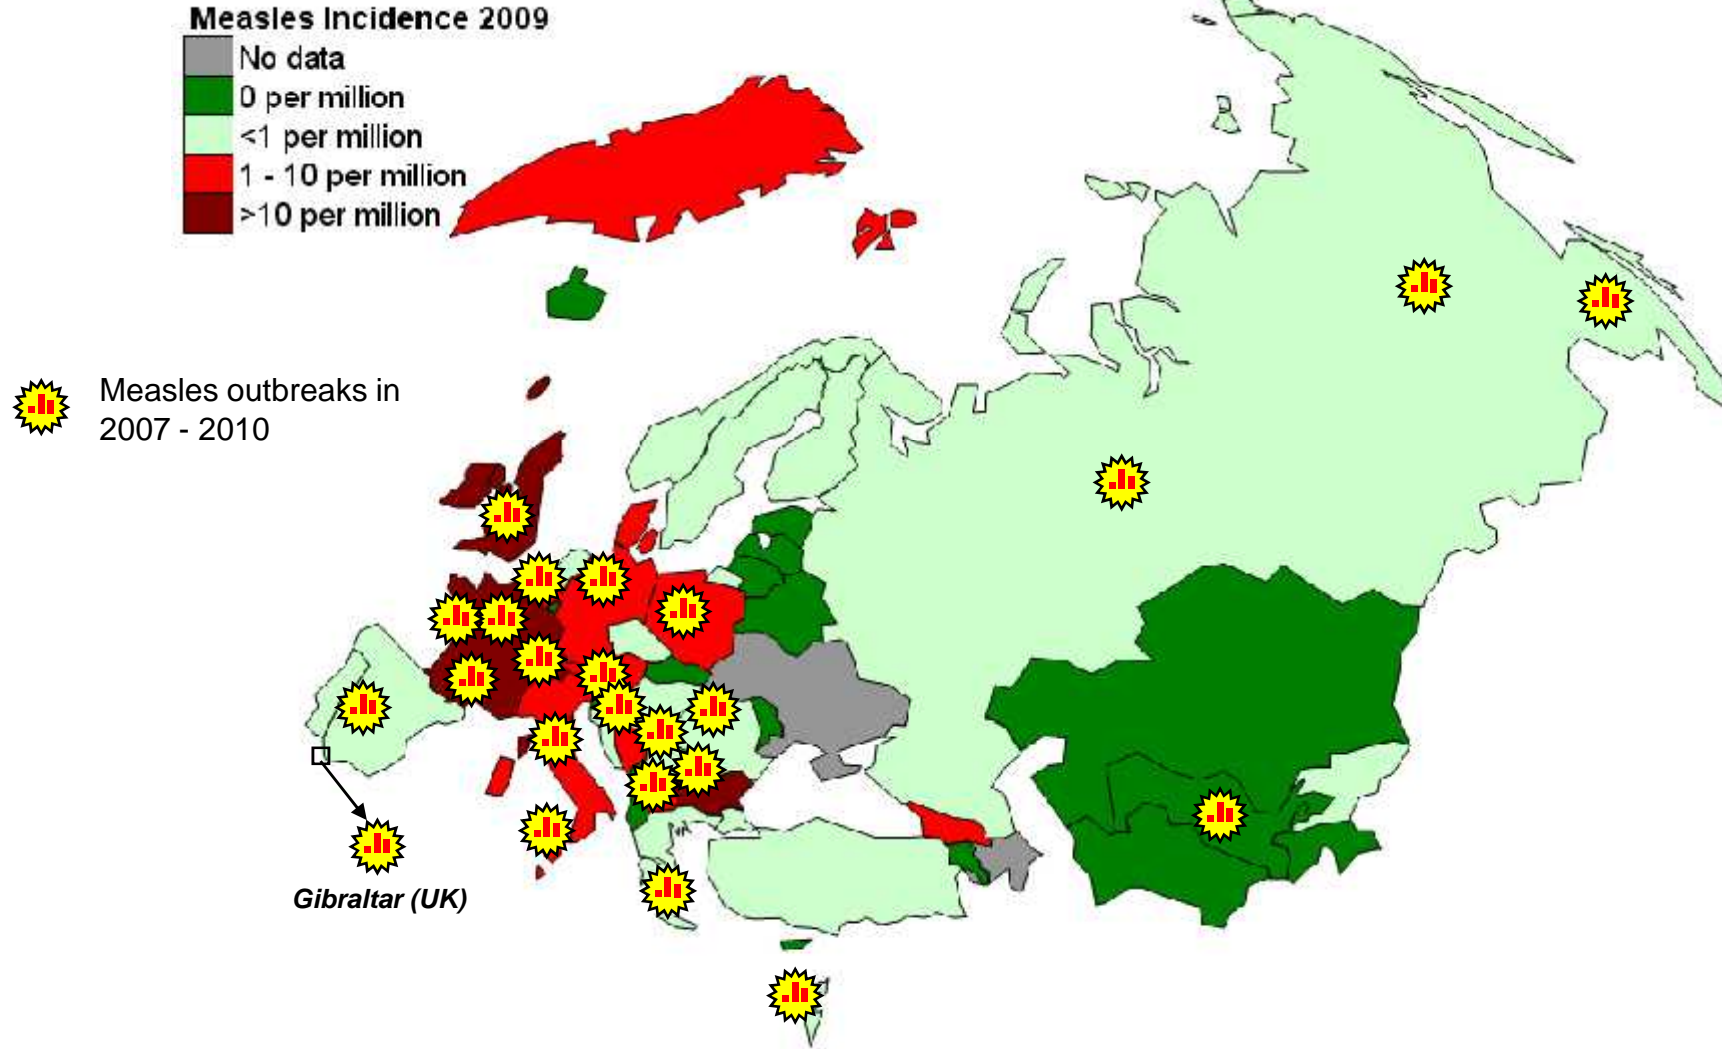 Measles Incidence 2009
No data
0 per million
<1 per million
1 - 10 per million
>10 per million
Measles outbreaks in
2007 - 2010
Gibraltar (UK)